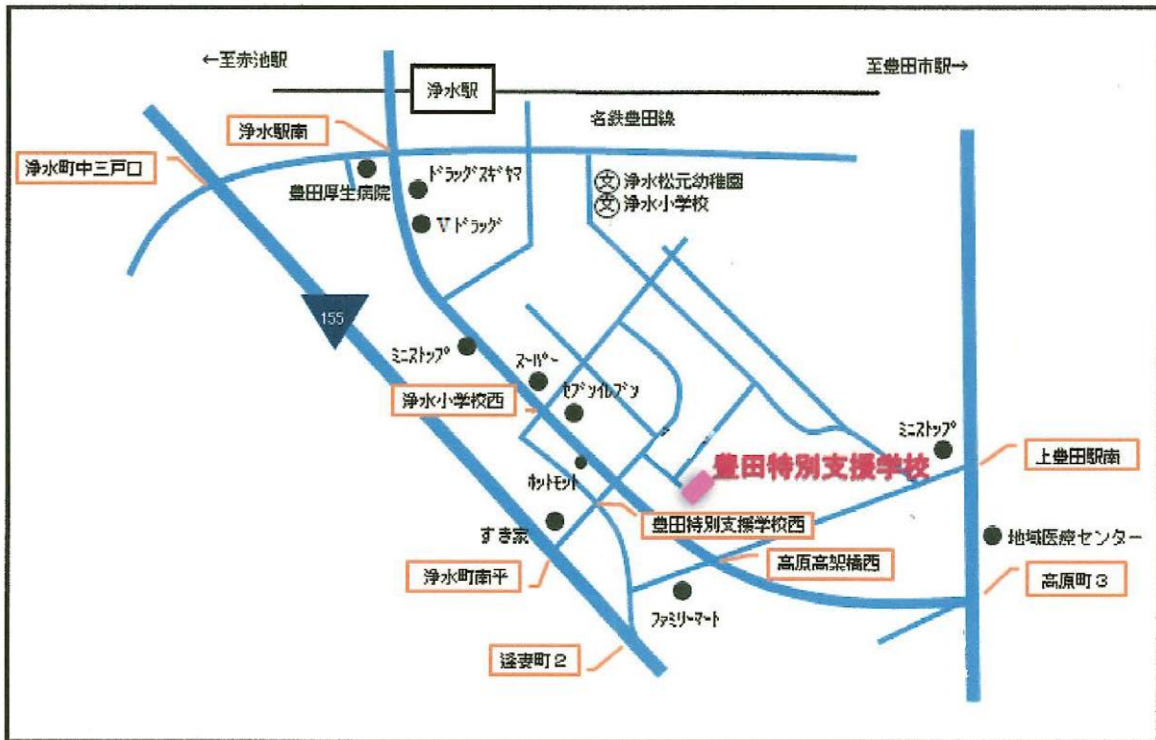 ←至赤池駅
至豊田市駅→
浄水駅
名鉄豊田線
浄水駅南
浄水町中三戸口
豊田厚生病院
ドラッグスギヤマ
Vドラッグ
文 浄水松元幼稚園
文 浄水小学校
155
ミニストップ
スーパー
セブンイレブン
浄水小学校西
ミニストップ
上豊田駅南
豊田特別支援学校
ホットモット
すき家
豊田特別支援学校西
地域医療センター
浄水町南平
高原高架橋西
高原町3
ファミリーマート
逢妻町2